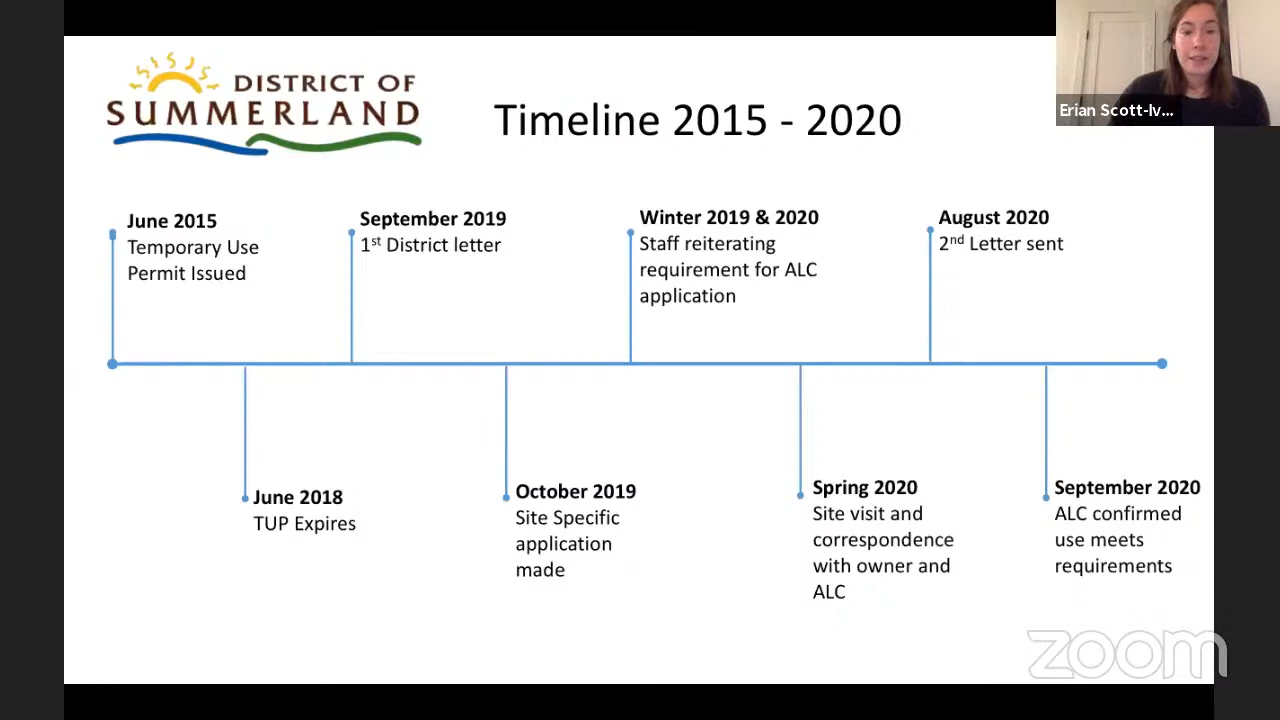 DISTRICT OF
SUMMERLAND
Timeline 2015 - 2020
Erian Scott-Iv...
June 2015
Temporary Use
Permit Issued
September 2019
1st District letter
Winter 2019 & 2020
Staff reiterating
requirement for ALC
application
August 2020
2nd Letter sent
June 2018
TUP Expires
October 2019
Site Specific
application
made
Spring 2020
Site visit and
correspondence
with owner and
ALC
September 2020
ALC confirmed
use meets
requirements
zoom